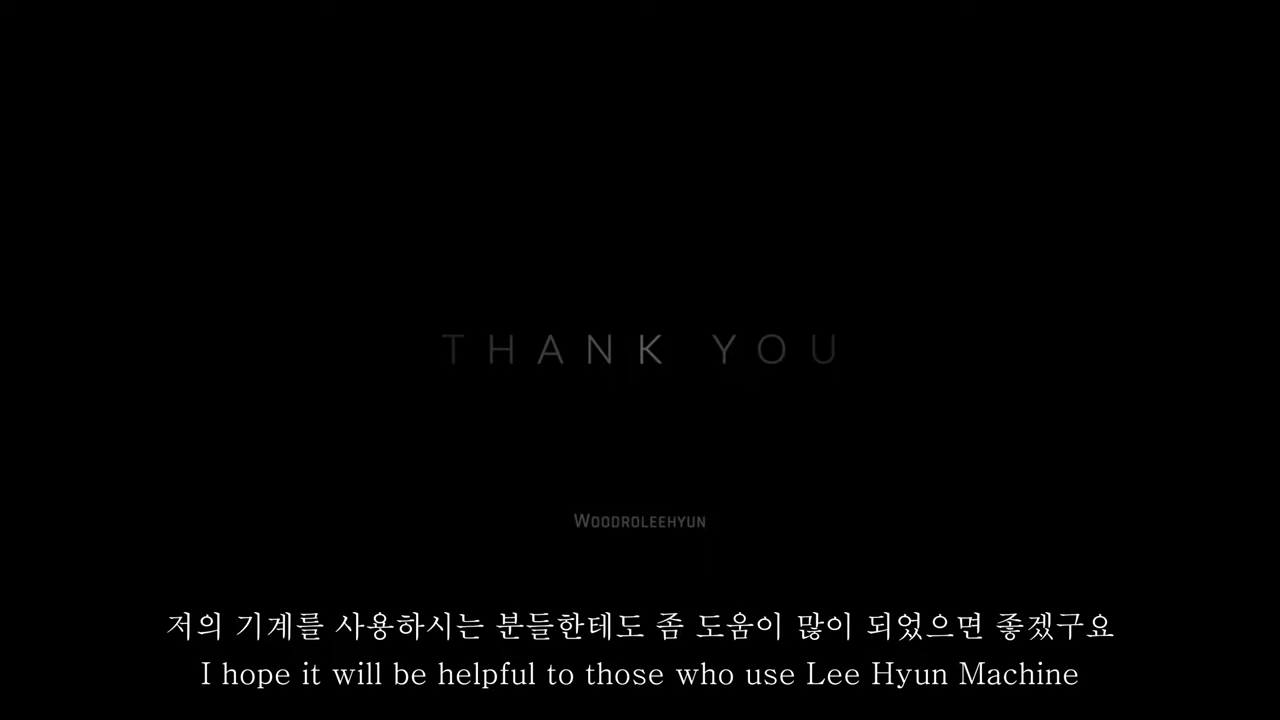 THANK YOU
WOODROLEEHYUN
저의 기계를 사용하시는 분들한테도 좀 도움이 많이 되었으면 좋겠구요
I hope it will be helpful to those who use Lee Hyun Machine